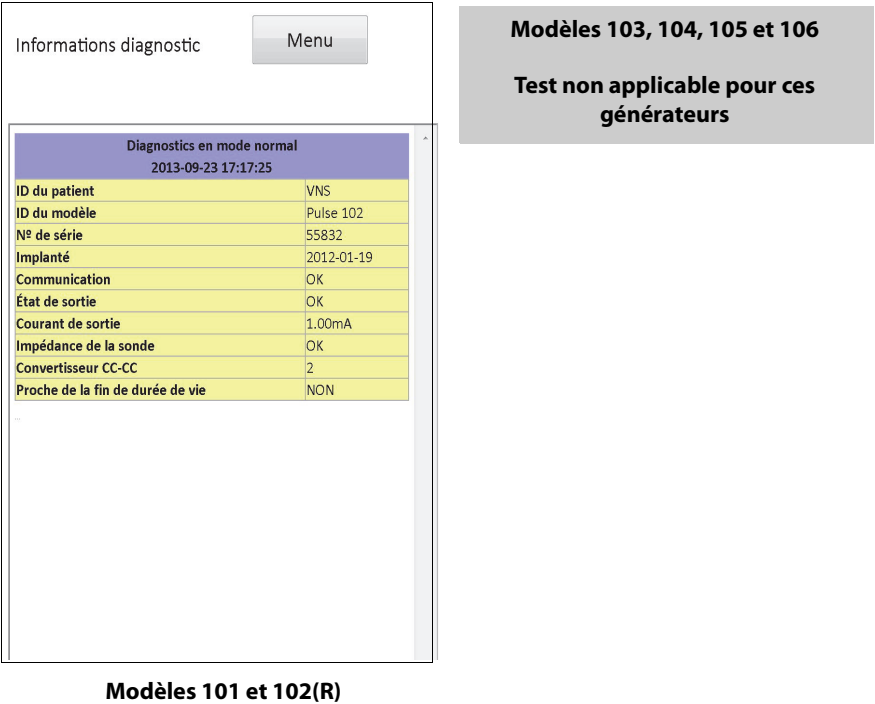 Informations diagnostic
Menu
Diagnostics en mode normal
2013-09-23 17:17:25
ID du patient VNS
ID du modèle Pulse 102
Nº de série 55832
Implanté 2012-01-19
Communication OK
État de sortie OK
Courant de sortie 1.00mA
Impédance de la sonde OK
Convertisseur CC-CC 2
Proche de la fin de durée de vie NON
Modèles 101 et 102(R)
Modèles 103, 104, 105 et 106
Test non applicable pour ces
générateurs